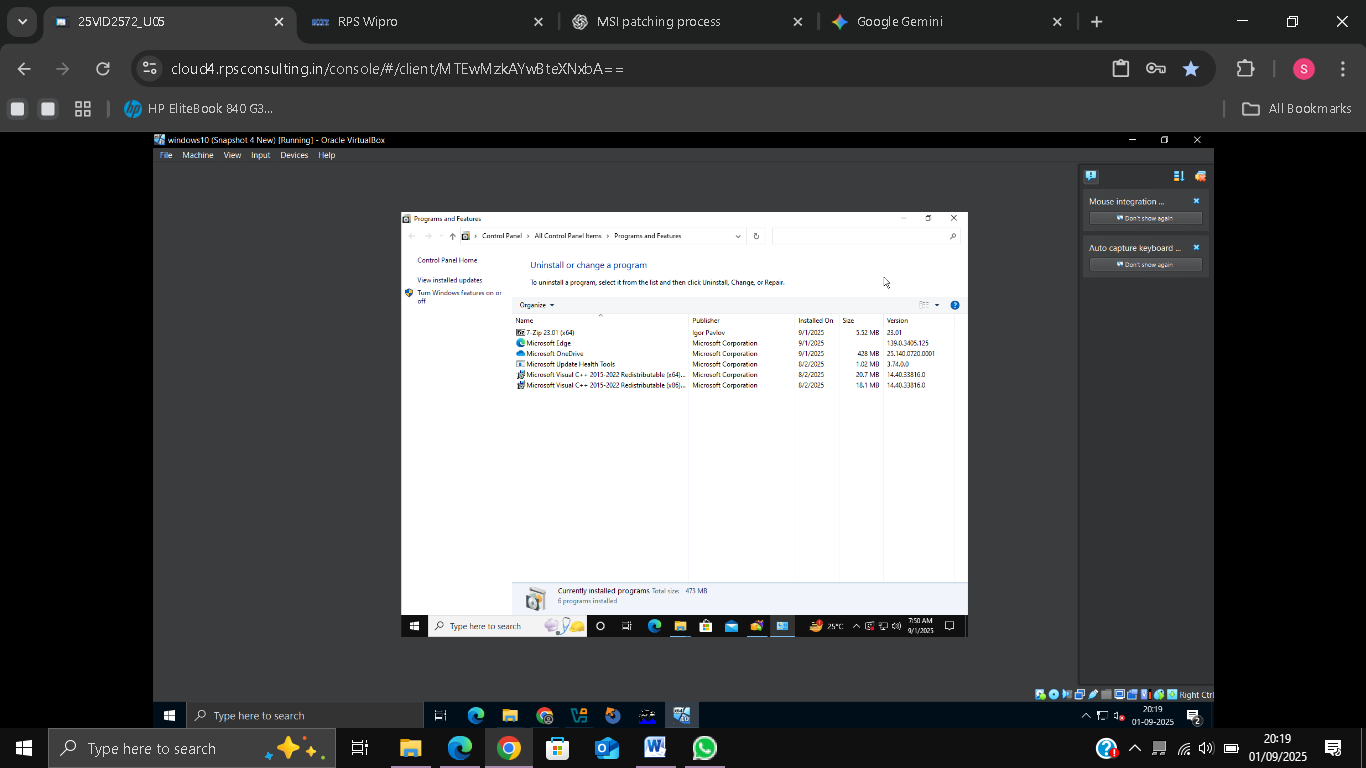 25VID2572_U05
RPS Wipro
MSI patching process
Google Gemini
cloud4.rpsconsulting.in/console/#/client/MTEwMzkAYwBteXNxbA==
S
HP EliteBook 840 G3...
All Bookmarks
windows10 (Snapshot 4 New) [Running] - Oracle VirtualBox
File Machine View Input Devices Help
Mouse integration ...
Don't show again
Auto capture keyboard ...
Don't show again
Programs and Features
Control Panel › All Control Panel Items › Programs and Features
Control Panel Home
View installed updates
Turn Windows features on or
off
Uninstall or change a program
To uninstall a program, select it from the list and then click Uninstall, Change, or Repair.
Organize
Name Publisher Installed On Size Version
7-Zip 23.01 (x64) Igor Pavlov 9/1/2025 5.52 MB 23.01
Microsoft Edge Microsoft Corporation 9/1/2025 139.0.3405.125
Microsoft OneDrive Microsoft Corporation 9/1/2025 428 MB 25.140.0720.0001
Microsoft Update Health Tools Microsoft Corporation 8/2/2025 1.02 MB 3.74.0.0
Microsoft Visual C++ 2015-2022 Redistributable (x64)... Microsoft Corporation 8/2/2025 20.7 MB 14.40.33816.0
Microsoft Visual C++ 2015-2022 Redistributable (x86)... Microsoft Corporation 8/2/2025 18.1 MB 14.40.33816.0
Currently installed programs Total size: 473 MB
6 programs installed
Type here to search
25°C
7:50 AM
9/1/2025
Right Ctrl
Type here to search
20:19
01-09-2025
2
Type here to search
20:19
01/09/2025